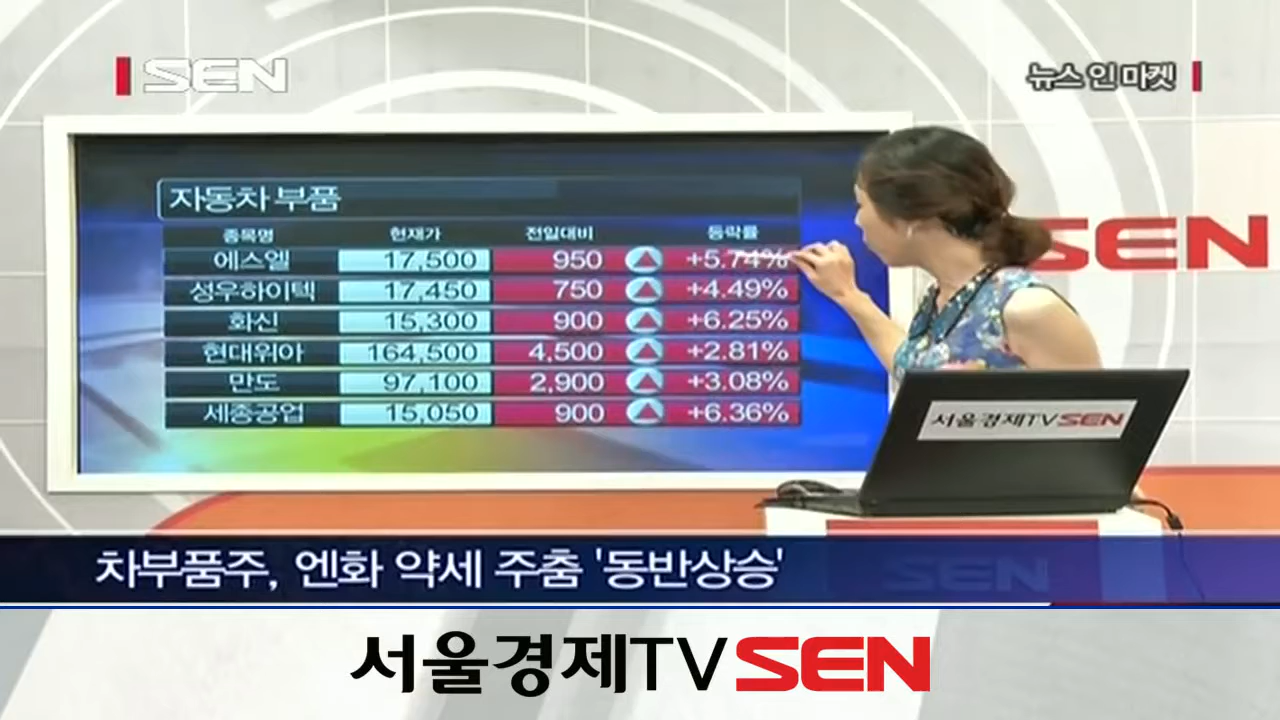 SEN
뉴스 인 마켓
자동차 부품
종목명 현재가 전일대비 등락률
에스엘 17,500 950 +5.74%
성우하이텍 17,450 750 +4.49%
화신 15,300 900 +6.25%
현대위아 164,500 4,500 +2.81%
만도 97,100 2,900 +3.08%
세종공업 15,050 900 +6.36%
SEN
서울경제TV SEN
차부품주, 엔화 약세 주춤 '동반상승'
SEN
서울경제TV SEN